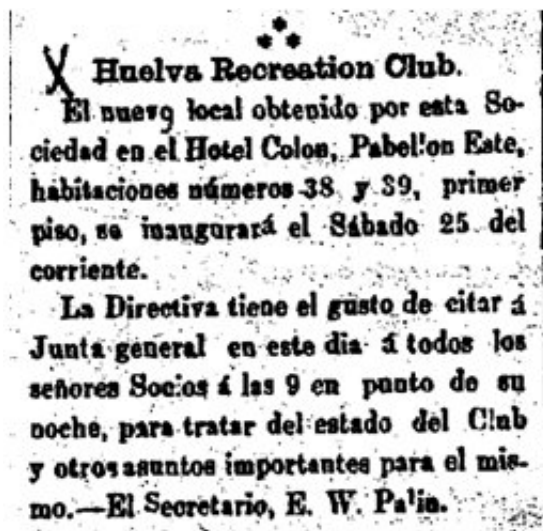 Huelva Recreation Club.
El nuevo local obtenido por esta So-
ciedad en el Hotel Colon, Pabellon Este,
habitaciones números 38 y 39, primer
piso, se inaugurará el Sábado 25 del
corriente.
La Directiva tiene el gusto de citar á
Junta general en este dia á todos los
señores Socios á las 9 en punto de su
noche, para tratar del estado del Club
y otros asuntos importantes para el mis-
mo.—El Secretario, E. W. Palin.